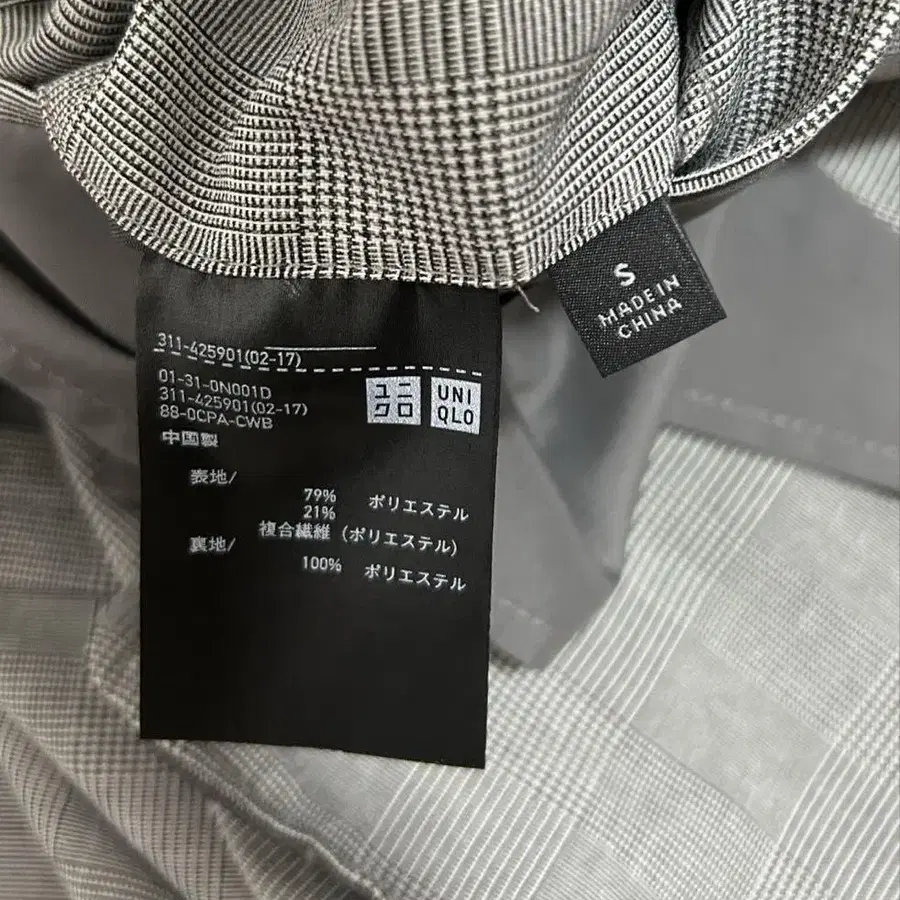 S
MADE IN
CHINA
311-425901(02-17)
01-31-0N001D
311-425901(02-17)
88-0CPA-CWB
中国製
ユニ
クロ
UNI
QLO
表地/
79% ポリエステル
21%
複合繊維 (ポリエステル)
裏地/
100% ポリエステル